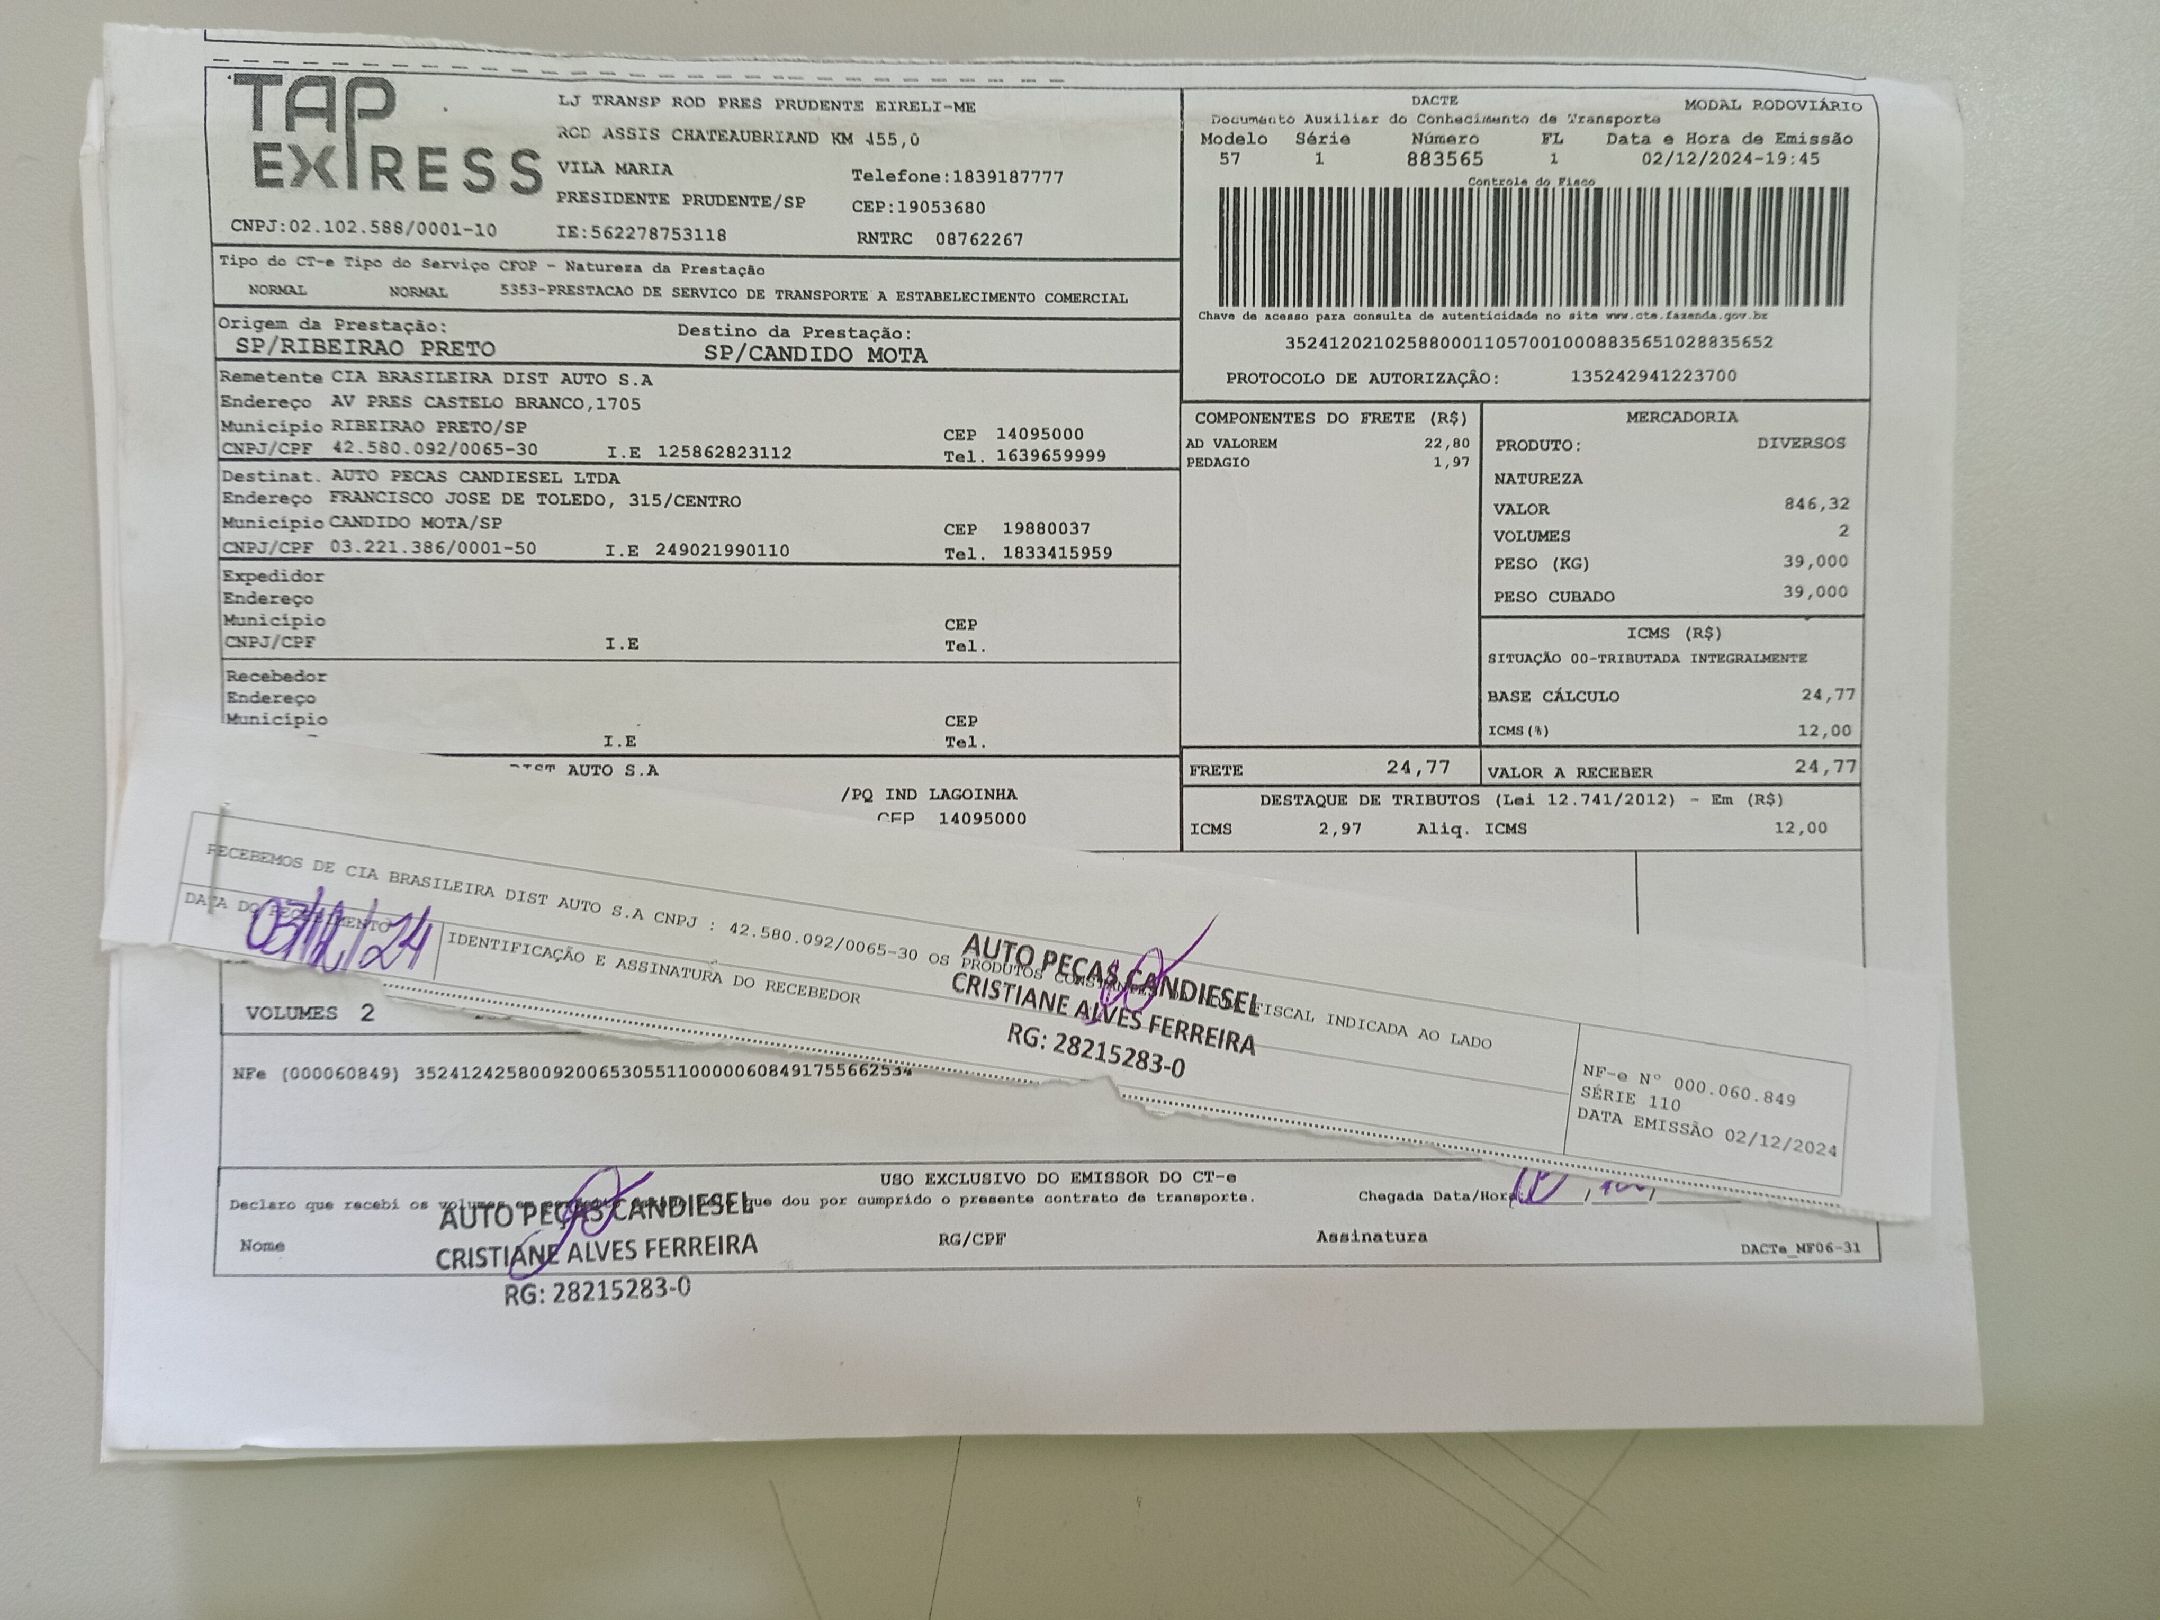 TAP
EXPRESS
CNPJ:02.102.588/0001-10
LJ TRANSP ROD PRES PRUDENTE EIRELI-ME
ROD ASSIS CHATEAUBRIAND KM 455,0
VILA MARIA
Telefone:1839187777
PRESIDENTE PRUDENTE/SP
CEP:19053680
IE:562278753118
RNTRC 08762267
DACTE
MODAL RODOVIÁRIO
Documento Auxiliar do Conhecimento de Transporte
Modelo Série Número FL Data e Hora de Emissão
57 1 883565 1 02/12/2024-19:45
Controle do Fisco
Chave de acesso para consulta de autenticidade no site www.cte.fazenda.gov.br
35241202102588000110570010008835651028835652
PROTOCOLO DE AUTORIZAÇÃO: 135242941223700
Tipo do CT-e Tipo do Serviço CFOP - Natureza da Prestação
NORMAL NORMAL 5353-PRESTACAO DE SERVICO DE TRANSPORTE A ESTABELECIMENTO COMERCIAL
Origem da Prestação: Destino da Prestação:
SP/RIBEIRAO PRETO SP/CANDIDO MOTA
Remetente CIA BRASILEIRA DIST AUTO S.A
Endereço AV PRES CASTELO BRANCO,1705
Município RIBEIRAO PRETO/SP CEP 14095000
CNPJ/CPF 42.580.092/0065-30 I.E 125862823112 Tel. 1639659999
Destinat. AUTO PECAS CANDIESEL LTDA
Endereço FRANCISCO JOSE DE TOLEDO, 315/CENTRO
Município CANDIDO MOTA/SP CEP 19880037
CNPJ/CPF 03.221.386/0001-50 I.E 249021990110 Tel. 1833415959
Expedidor
Endereço
Município CEP
CNPJ/CPF I.E Tel.
Recebedor
Endereço
Município CEP
I.E Tel.
DIST AUTO S.A
/PQ IND LAGOINHA
CEP 14095000
COMPONENTES DO FRETE (R$)
AD VALOREM 22,80
PEDAGIO 1,97
MERCADORIA
PRODUTO: DIVERSOS
NATUREZA
VALOR 846,32
VOLUMES 2
PESO (KG) 39,000
PESO CUBADO 39,000
ICMS (R$)
SITUAÇÃO 00-TRIBUTADA INTEGRALMENTE
BASE CÁLCULO 24,77
ICMS(%) 12,00
FRETE 24,77 VALOR A RECEBER 24,77
DESTAQUE DE TRIBUTOS (Lei 12.741/2012) - Em (R$)
ICMS 2,97 Aliq. ICMS 12,00
RECEBEMOS DE CIA BRASILEIRA DIST AUTO S.A CNPJ : 42.580.092/0065-30 OS PRODUTOS CONSTANTES FISCAL INDICADA AO LADO
DATA DO RECEBIMENTO
03/12/24
IDENTIFICAÇÃO E ASSINATURA DO RECEBEDOR
AUTO PEÇAS CANDIESEL
CRISTIANE ALVES FERREIRA
RG: 28215283-0
NF-e Nº 000.060.849
SÉRIE 110
DATA EMISSÃO 02/12/2024
VOLUMES 2
NFe (000060849) 35241242580092006530551100000608491755662534
USO EXCLUSIVO DO EMISSOR DO CT-e
Declaro que recebi os volumes que dou por cumprido o presente contrato de transporte.
Chegada Data/Hora
Nome
RG/CPF
Assinatura
DACTe_NF06-31
AUTO PEÇAS CANDIESEL
CRISTIANE ALVES FERREIRA
RG: 28215283-0